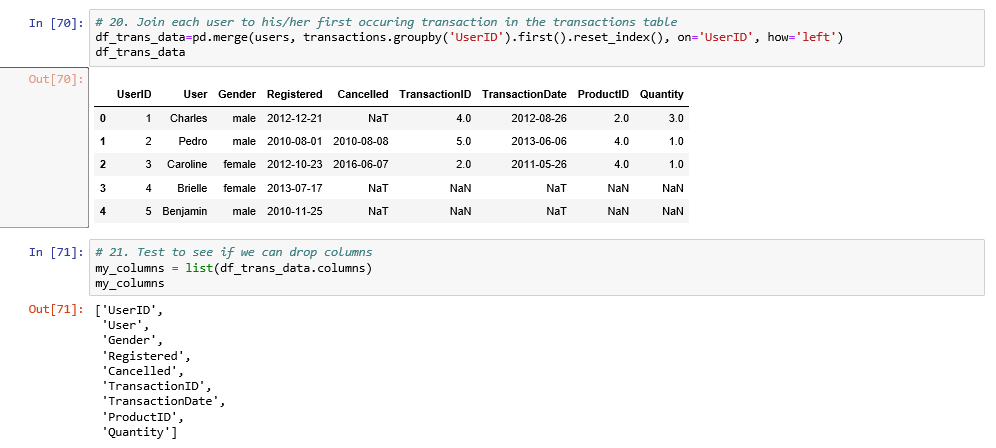 In [70]: # 20. Join each user to his/her first occuring transaction in the transactions table
df_trans_data=pd.merge(users, transactions.groupby('UserID').first().reset_index(), on='UserID', how='left')
df_trans_data
Out[70]:
UserID User Gender Registered Cancelled TransactionID TransactionDate ProductID Quantity
0 1 Charles male 2012-12-21 NaT 4.0 2012-08-26 2.0 3.0
1 2 Pedro male 2010-08-01 2010-08-08 5.0 2013-06-06 4.0 1.0
2 3 Caroline female 2012-10-23 2016-06-07 2.0 2011-05-26 4.0 1.0
3 4 Brielle female 2013-07-17 NaT NaN NaT NaN NaN
4 5 Benjamin male 2010-11-25 NaT NaN NaT NaN NaN
In [71]: # 21. Test to see if we can drop columns
my_columns = list(df_trans_data.columns)
my_columns
Out[71]: ['UserID',
'User',
'Gender',
'Registered',
'Cancelled',
'TransactionID',
'TransactionDate',
'ProductID',
'Quantity']